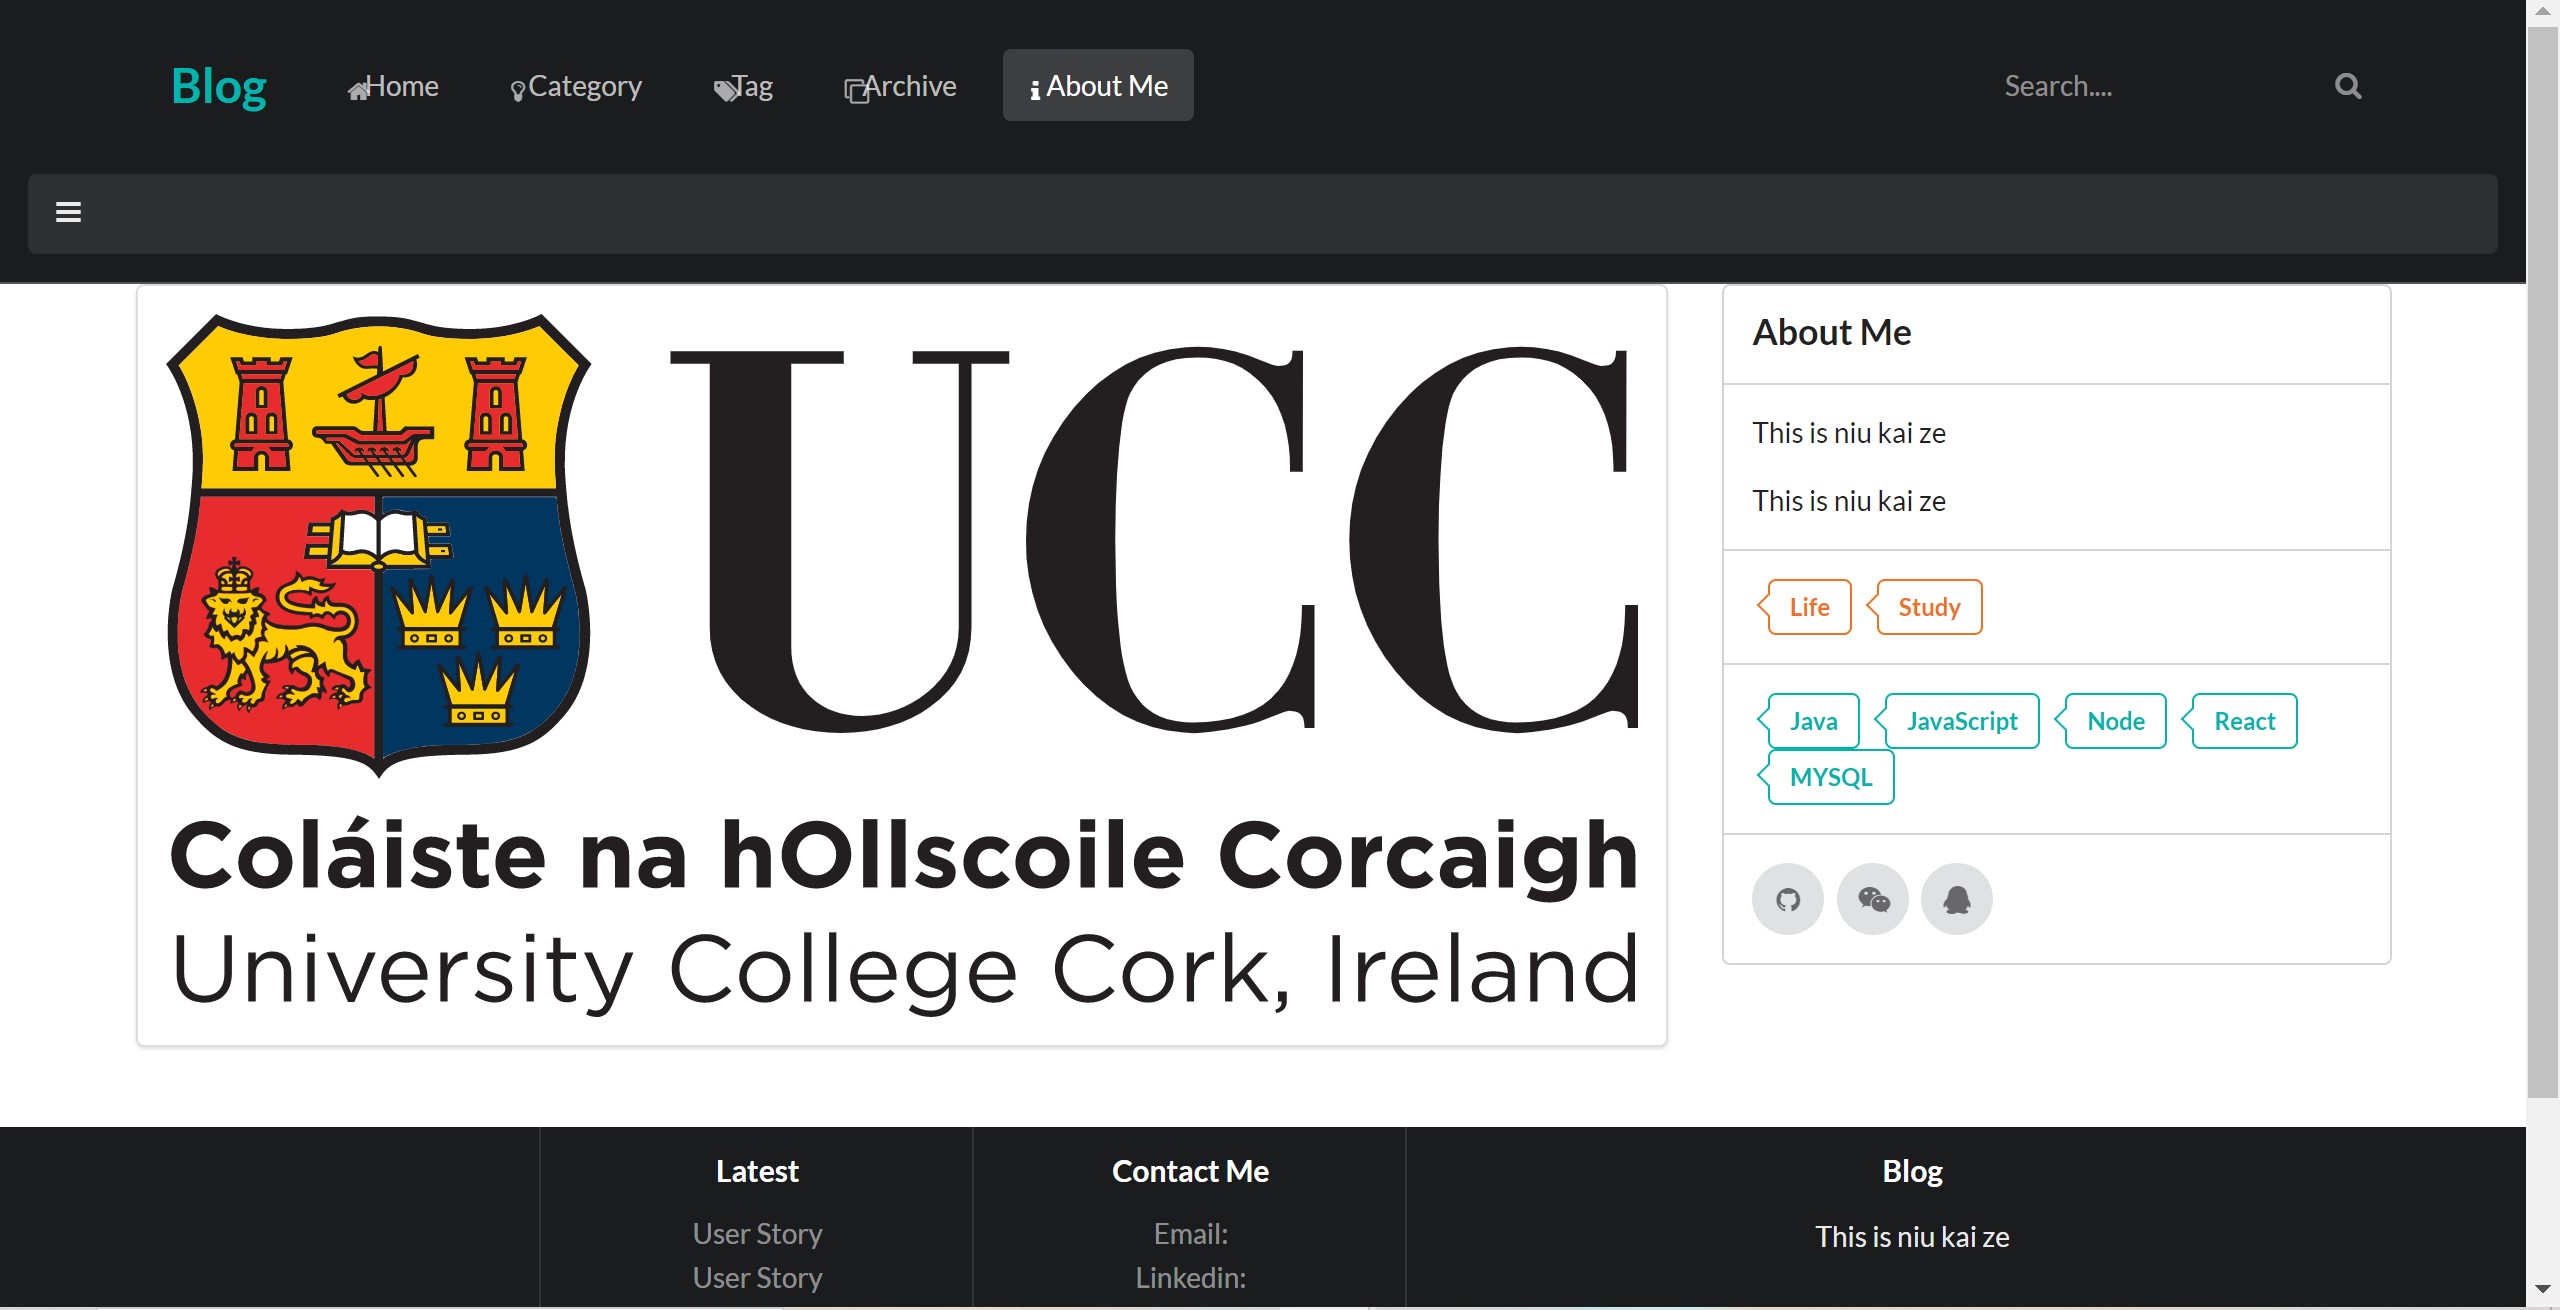 Blog Home Category Tag Archive About Me Search....
UCC
Coláiste na hOllscoile Corcaigh
University College Cork, Ireland
About Me
This is niu kai ze
This is niu kai ze
Life Study
Java JavaScript Node React
MYSQL
Latest
User Story
User Story
Contact Me
Email:
Linkedin:
Blog
This is niu kai ze